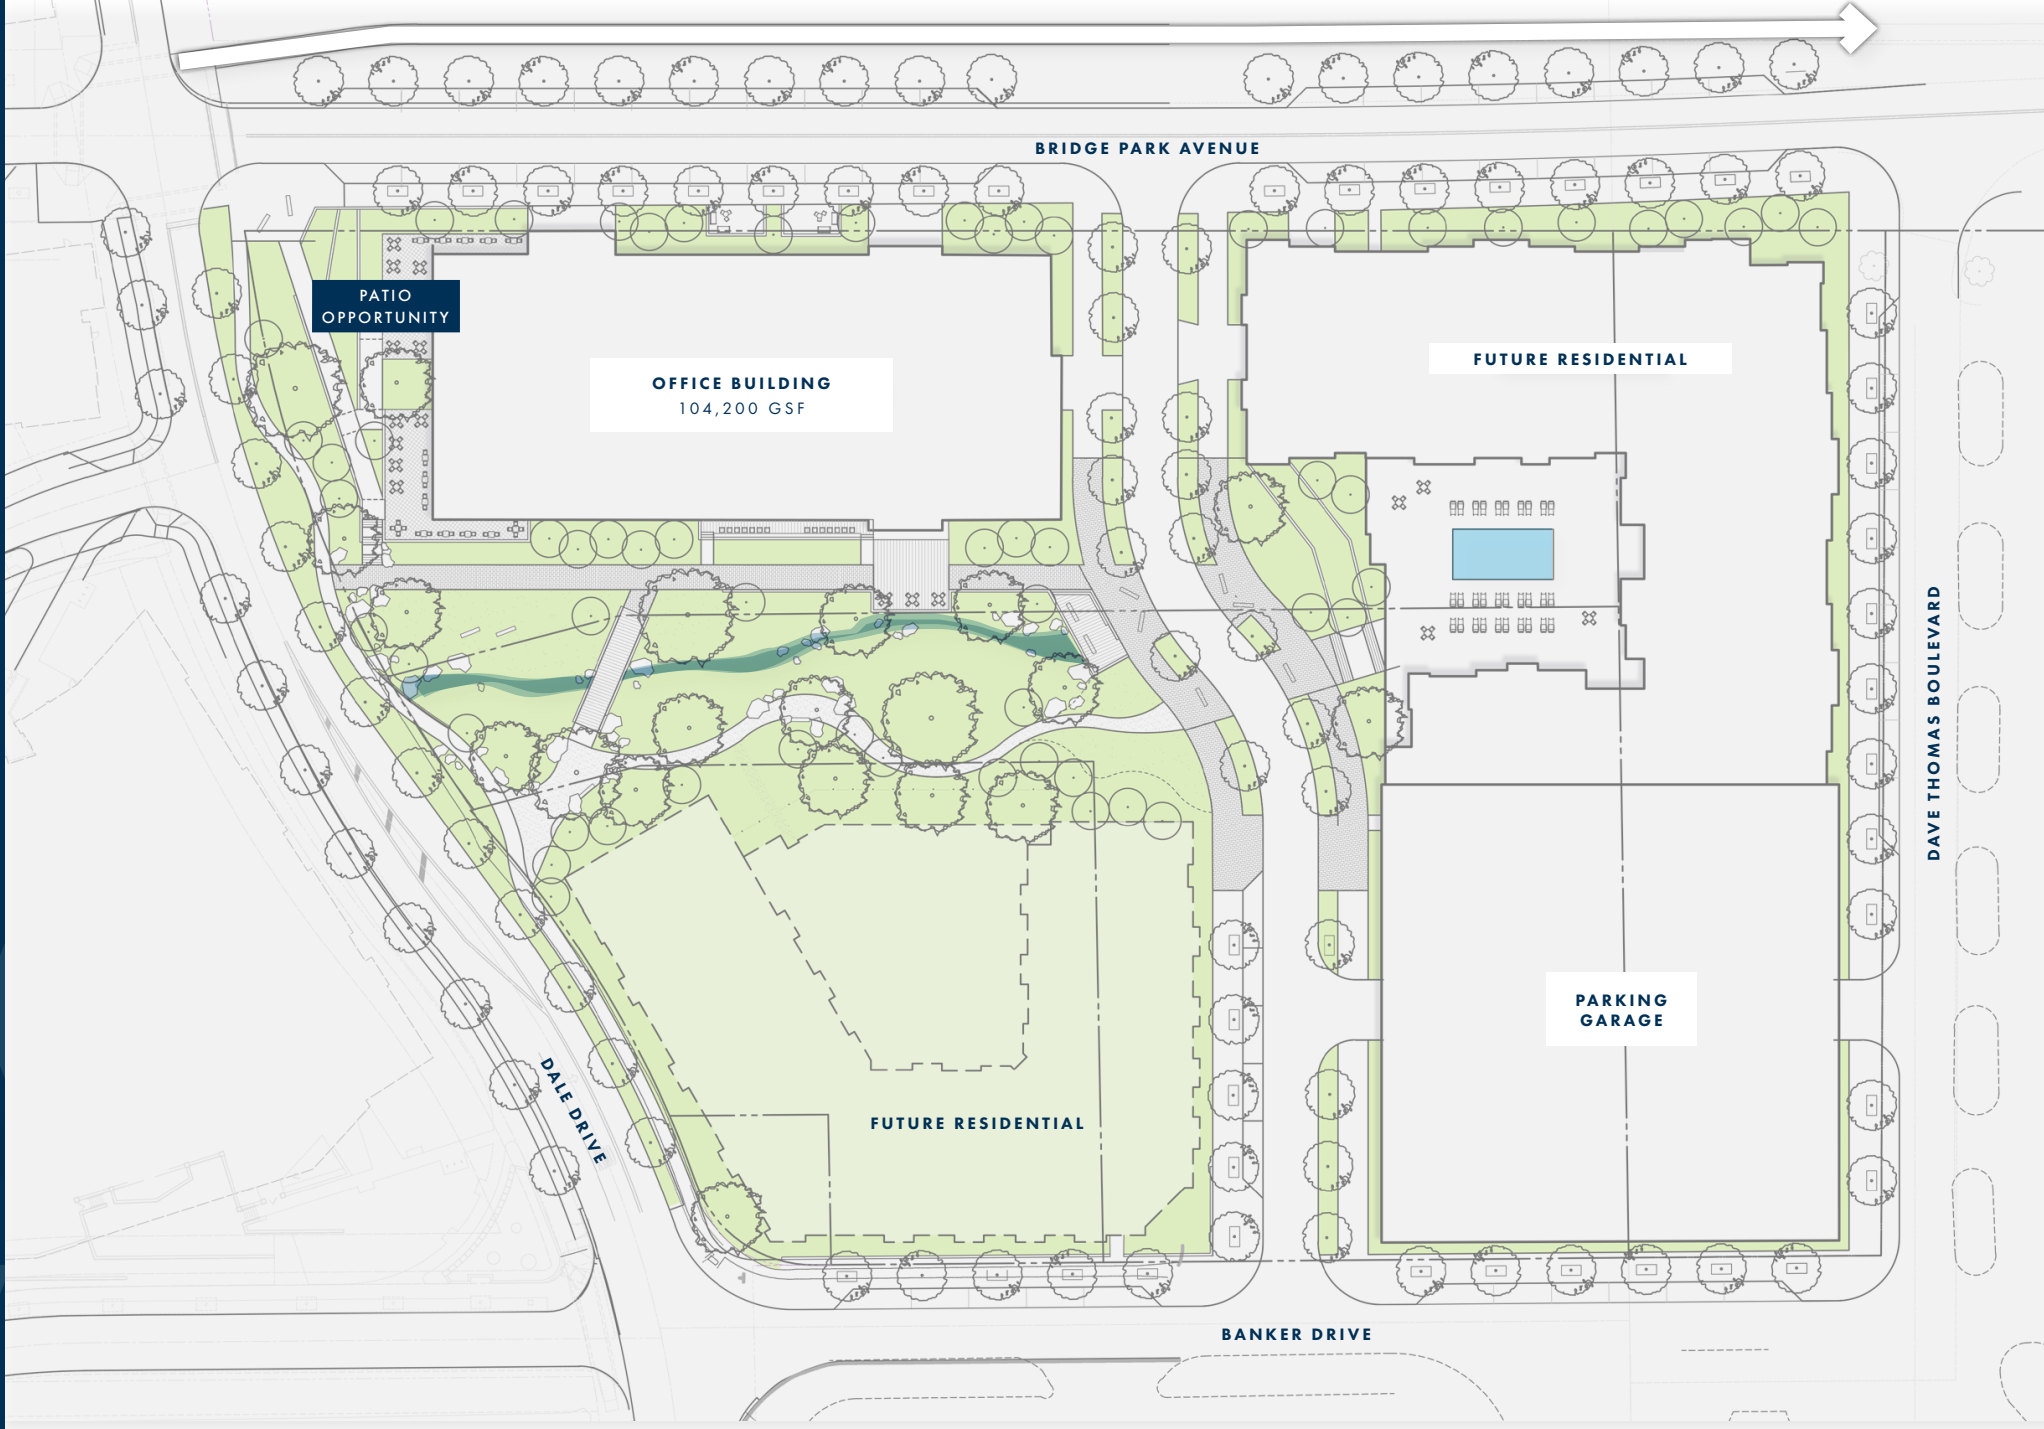 BRIDGE PARK AVENUE
PATIO
OPPORTUNITY
OFFICE BUILDING
104,200 GSF
FUTURE RESIDENTIAL
DAVE THOMAS BOULEVARD
PARKING
GARAGE
DALE DRIVE
FUTURE RESIDENTIAL
BANKER DRIVE